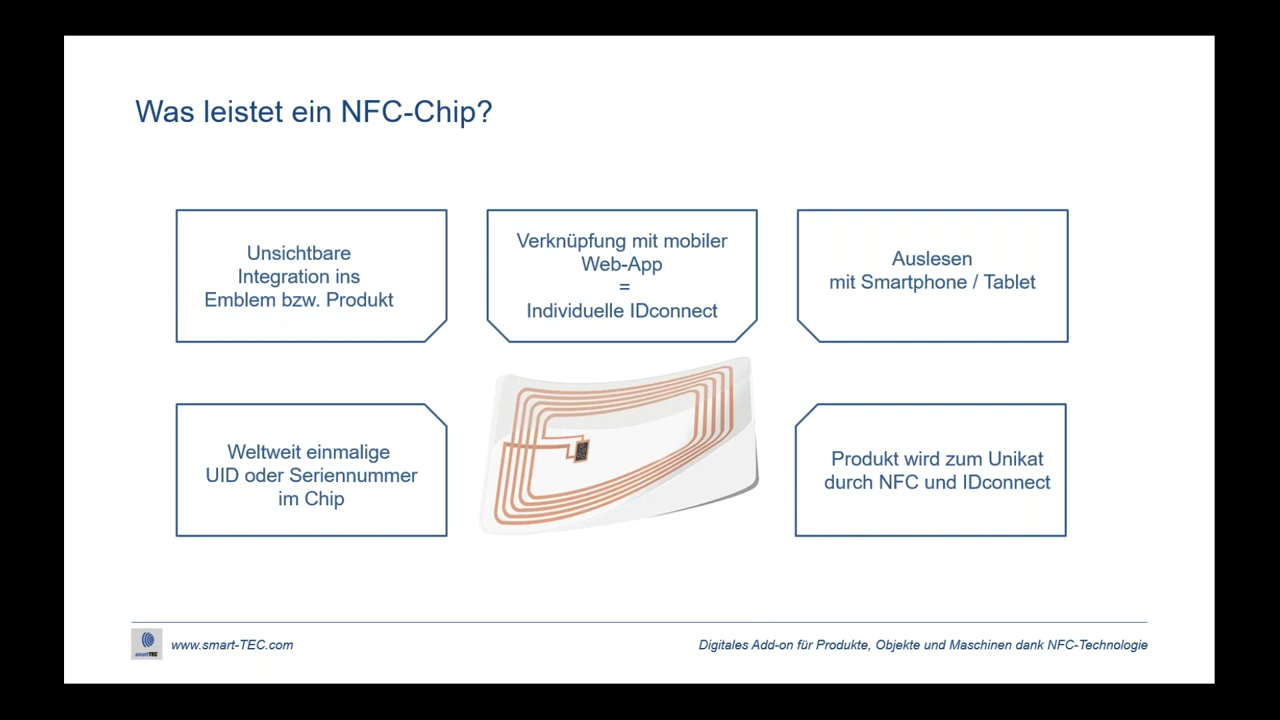 Was leistet ein NFC-Chip?
Unsichtbare
Integration ins
Emblem bzw. Produkt
Verknüpfung mit mobiler
Web-App
=
Individuelle IDconnect
Auslesen
mit Smartphone / Tablet
Weltweit einmalige
UID oder Seriennummer
im Chip
Produkt wird zum Unikat
durch NFC und IDconnect
smartTEC
www.smart-TEC.com
Digitales Add-on für Produkte, Objekte und Maschinen dank NFC-Technologie